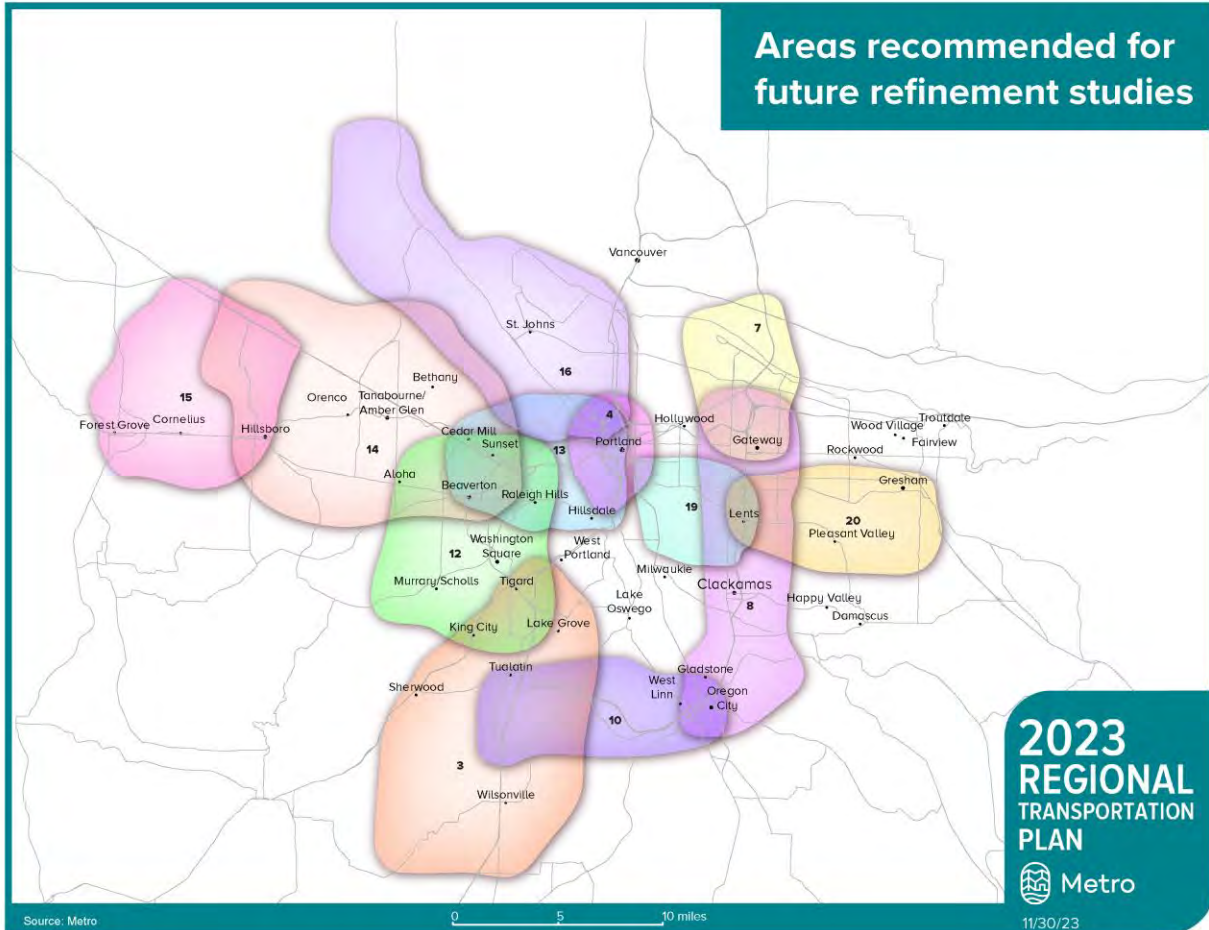 Areas recommended for
future refinement studies
Vancouver
St. Johns
7
16
15
Bethany
Orenco
Tanabourne/
Amber Glen
4
Hollywood
Forest Grove
Cornelius
Hillsboro
Cedar Mill
Sunset
13
Portland
Gateway
Wood Village
Troutdale
Fairview
Rockwood
14
Aloha
Beaverton
Raleigh Hills
Hillsdale
19
Lents
Gresham
20
Pleasant Valley
12
Washington
Square
West
Portland
Murrary/Scholls
Tigard
Milwaukie
Clackamas
8
Happy Valley
Damascus
Lake
Oswego
King City
Lake Grove
Tualatin
Sherwood
Gladstone
West
Linn
Oregon
City
10
3
Wilsonville
2023
REGIONAL
TRANSPORTATION
PLAN
Metro
11/30/23
Source: Metro
0 5 10 miles